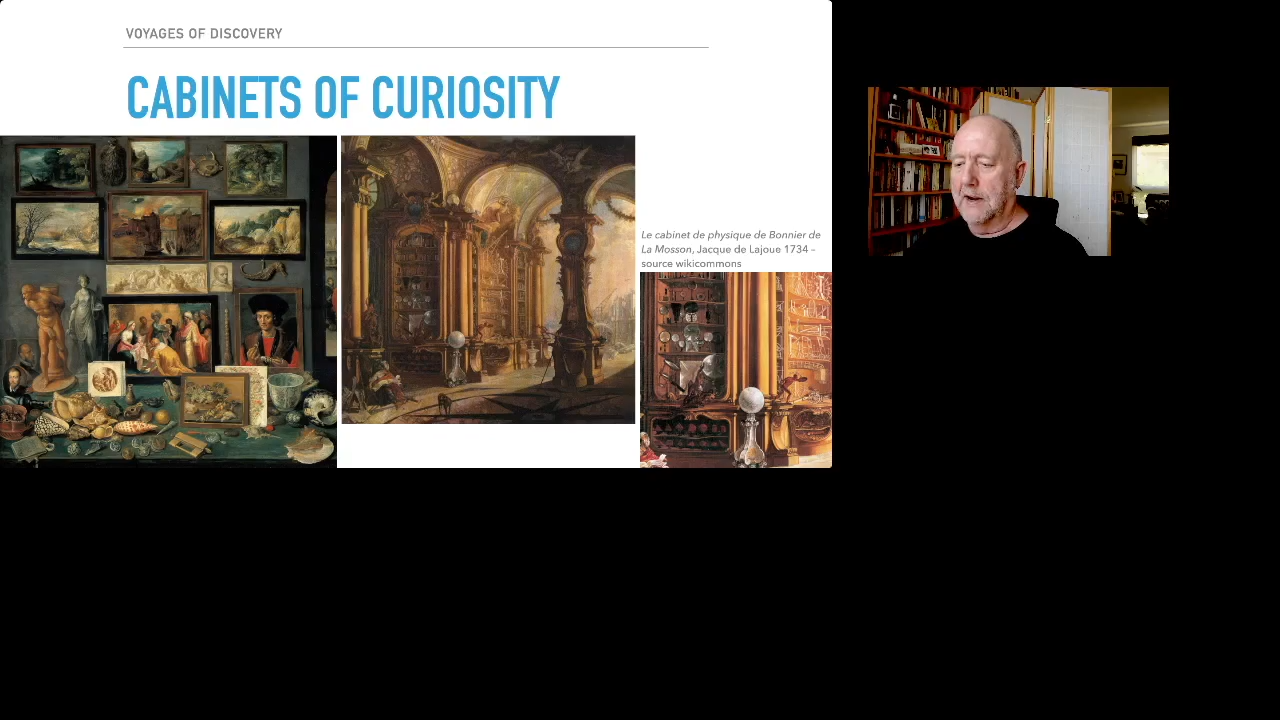 VOYAGES OF DISCOVERY
CABINETS OF CURIOSITY
Le cabinet de physique de Bonnier de
La Mosson, Jacque de Lajoue 1734 –
source wikicommons